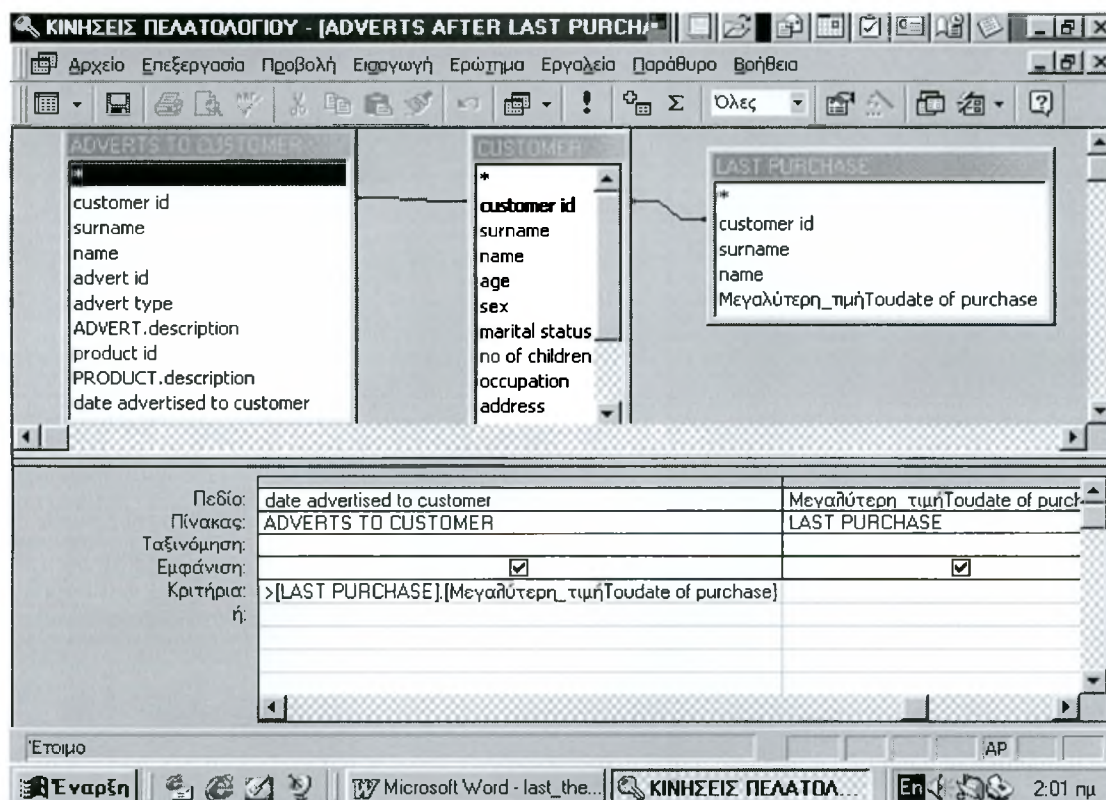 ΚΙΝΗΣΕΙΣ ΠΕΛΑΤΟΛΟΓΙΟΥ - [ADVERTS AFTER LAST PURCHA
Αρχείο Επεξεργασία Προβολή Εισαγωγή Ερώτημα Εργαλεία Παράθυρο Βοήθεια
Όλες
ADVERTS TO CUSTOMER
*
customer id
surname
name
advert id
advert type
ADVERT.description
product id
PRODUCT.description
date advertised to customer
CUSTOMER
*
customer id
surname
name
age
sex
marital status
no of children
occupation
address
LAST PURCHASE
*
customer id
surname
name
Μεγαλύτερη_τιμήΤουdate of purchase
Πεδίο: date advertised to customer Μεγαλύτερη_τιμήΤουdate of purch
Πίνακας: ADVERTS TO CUSTOMER LAST PURCHASE
Ταξινόμηση:
Εμφάνιση:
Κριτήρια: >[LAST PURCHASE].[Μεγαλύτερη_τιμήΤουdate of purchase]
ή:
Έτοιμο AP
Έναρξη Microsoft Word - last_the... ΚΙΝΗΣΕΙΣ ΠΕΛΑΤΟΛ... En 2:01 πμ